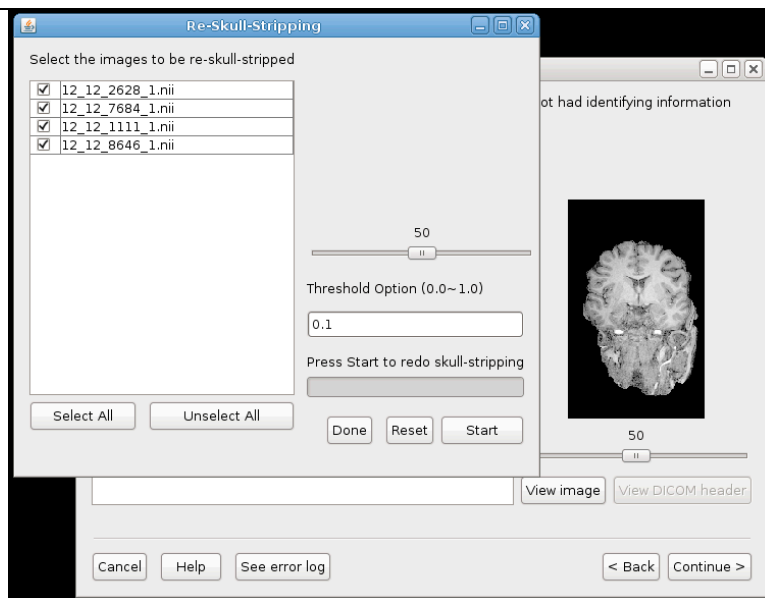 Re-Skull-Stripping
Select the images to be re-skull-stripped
12_12_2628_1.nii
12_12_7684_1.nii
12_12_1111_1.nii
12_12_8646_1.nii
50
Threshold Option (0.0~1.0)
0.1
Press Start to redo skull-stripping
Select All
Unselect All
Done
Reset
Start
ot had identifying information
50
View image
View DICOM header
Cancel
Help
See error log
< Back
Continue >